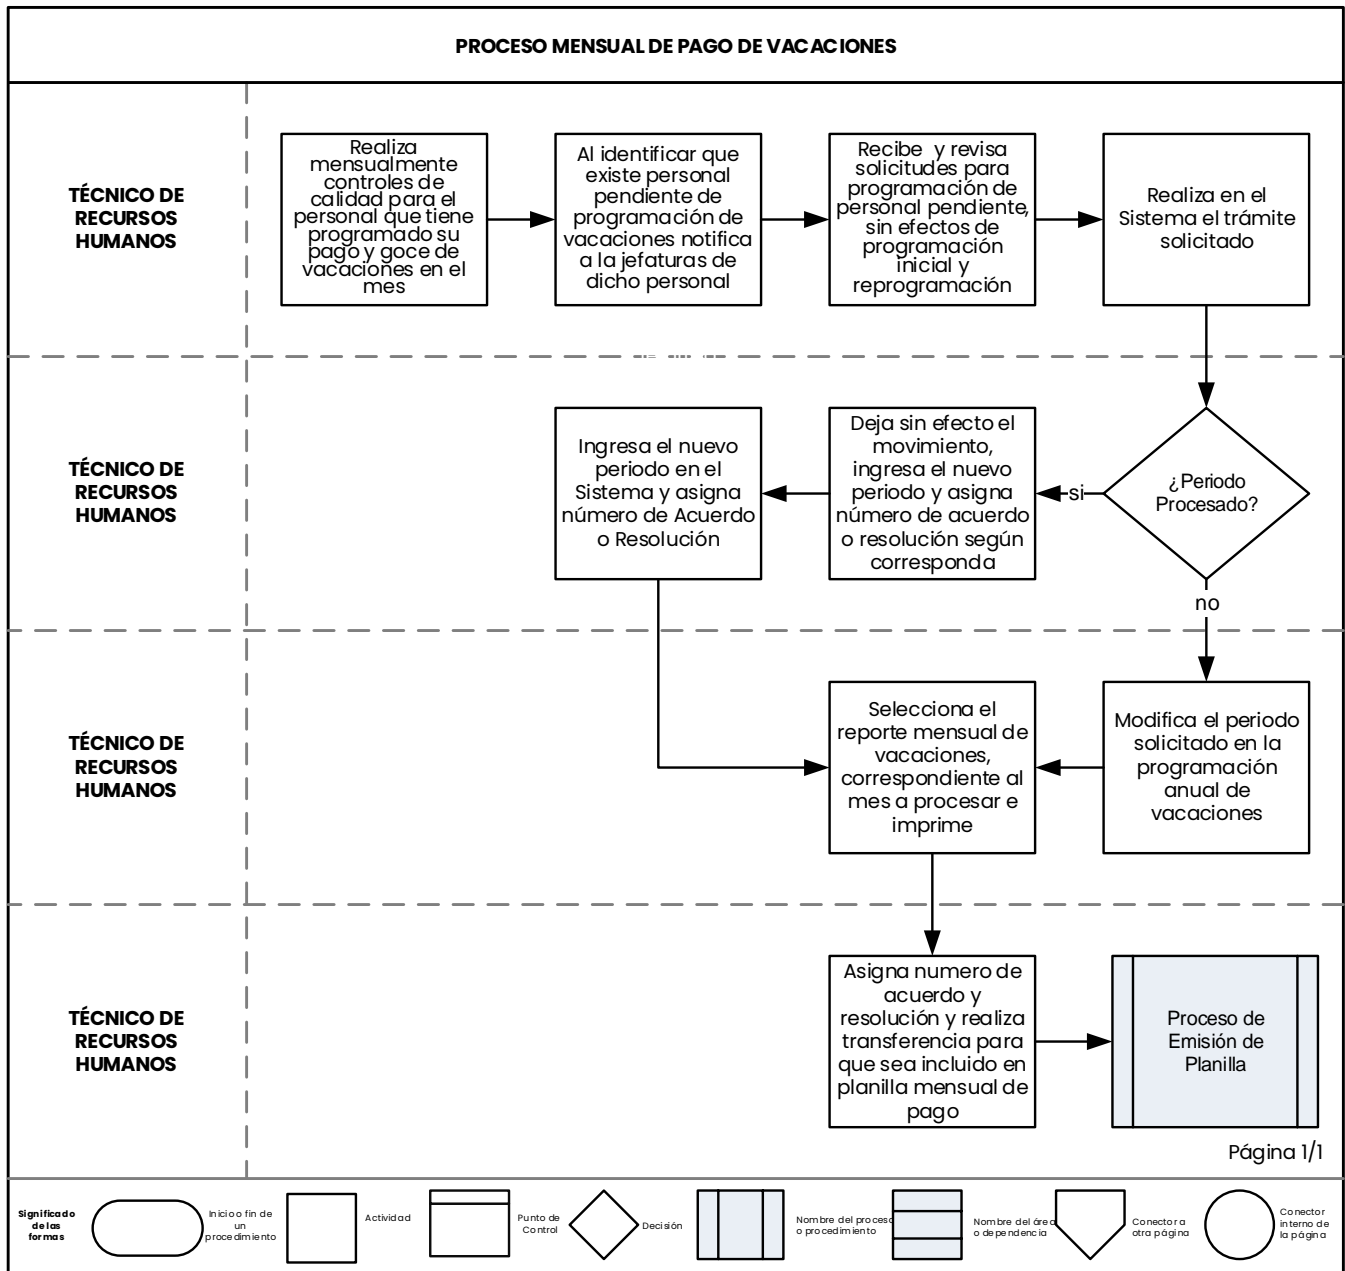 PROCESO MENSUAL DE PAGO DE VACACIONES
TÉCNICO DE
RECURSOS
HUMANOS
Realiza
mensualmente
controles de
calidad para el
personal que tiene
programado su
pago y goce de
vacaciones en el
mes
Al identificar que
existe personal
pendiente de
programación de
vacaciones notifica
a la jefaturas de
dicho personal
Recibe y revisa
solicitudes para
programación de
personal pendiente,
sin efectos de
programación
inicial y
reprogramación
Realiza en el
Sistema el trámite
solicitado
TÉCNICO DE
RECURSOS
HUMANOS
Ingresa el nuevo
periodo en el
Sistema y asigna
número de Acuerdo
o Resolución
Deja sin efecto el
movimiento,
ingresa el nuevo
periodo y asigna
número de acuerdo
o resolución según
corresponda
si
¿Periodo
Procesado?
no
TÉCNICO DE
RECURSOS
HUMANOS
Selecciona el
reporte mensual de
vacaciones,
correspondiente al
mes a procesar e
imprime
Modifica el periodo
solicitado en la
programación
anual de
vacaciones
TÉCNICO DE
RECURSOS
HUMANOS
Asigna numero de
acuerdo y
resolución y realiza
transferencia para
que sea incluido en
planilla mensual de
pago
Proceso de
Emisión de
Planilla
Página 1/1
Significado
de las
formas
Inicio o fin de
un
procedimiento
Actividad
Punto de
Control
Decisión
Nombre del proceso
o procedimiento
Nombre del área
o dependencia
Conector a
otra página
Conector
interno de
la página